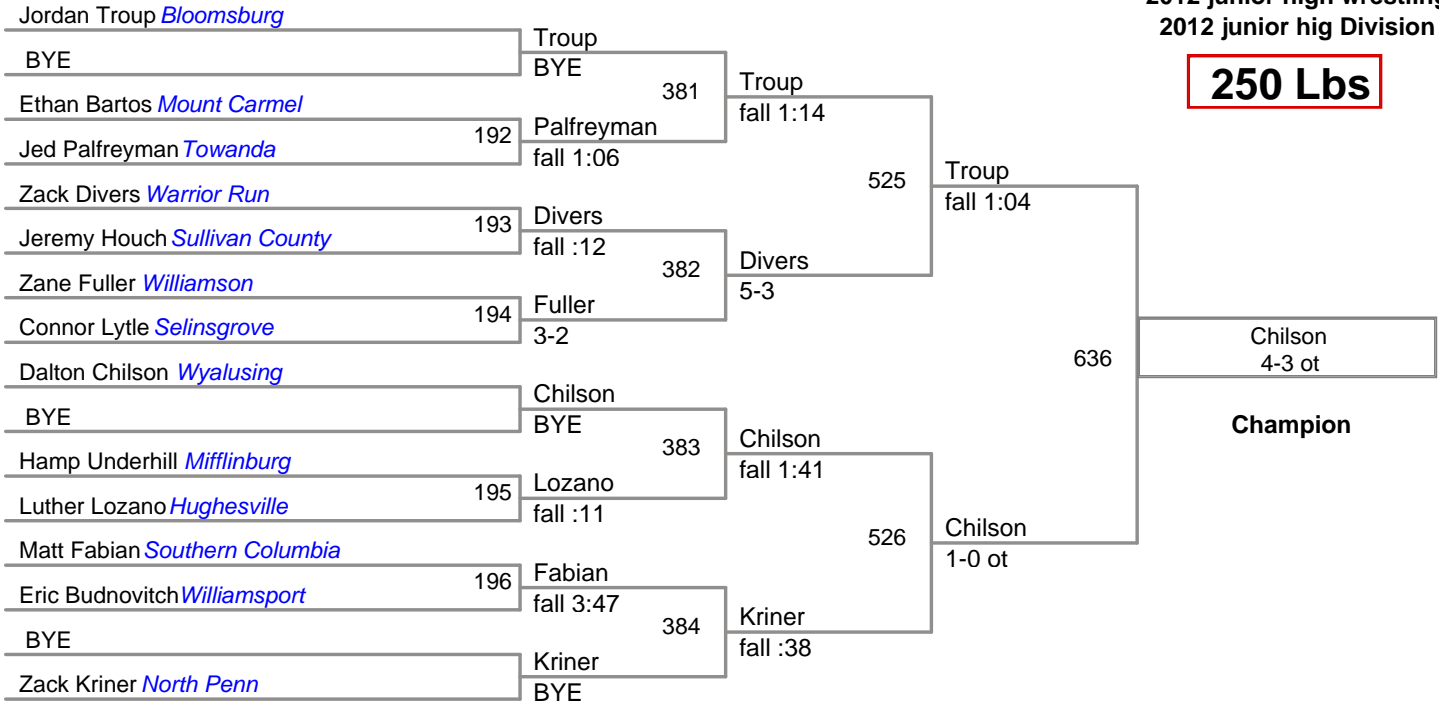 2012 junior high wrestling
2012 junior hig Division
250 Lbs
Jordan Troup Bloomsburg
BYE
Ethan Bartos Mount Carmel
Jed Palfreyman Towanda
Zack Divers Warrior Run
Jeremy Houch Sullivan County
Zane Fuller Williamson
Connor Lytle Selinsgrove
Dalton Chilson Wyalusing
BYE
Hamp Underhill Mifflinburg
Luther Lozano Hughesville
Matt Fabian Southern Columbia
Eric Budnovitch Williamsport
BYE
Zack Kriner North Penn
192
193
194
195
196
Troup
BYE
Palfreyman
fall 1:06
Divers
fall :12
Fuller
3-2
Chilson
BYE
Lozano
fall :11
Fabian
fall 3:47
Kriner
BYE
381
382
383
384
Troup
fall 1:14
Divers
5-3
Chilson
fall 1:41
Kriner
fall :38
525
526
Troup
fall 1:04
Chilson
1-0 ot
636
Chilson
4-3 ot
Champion